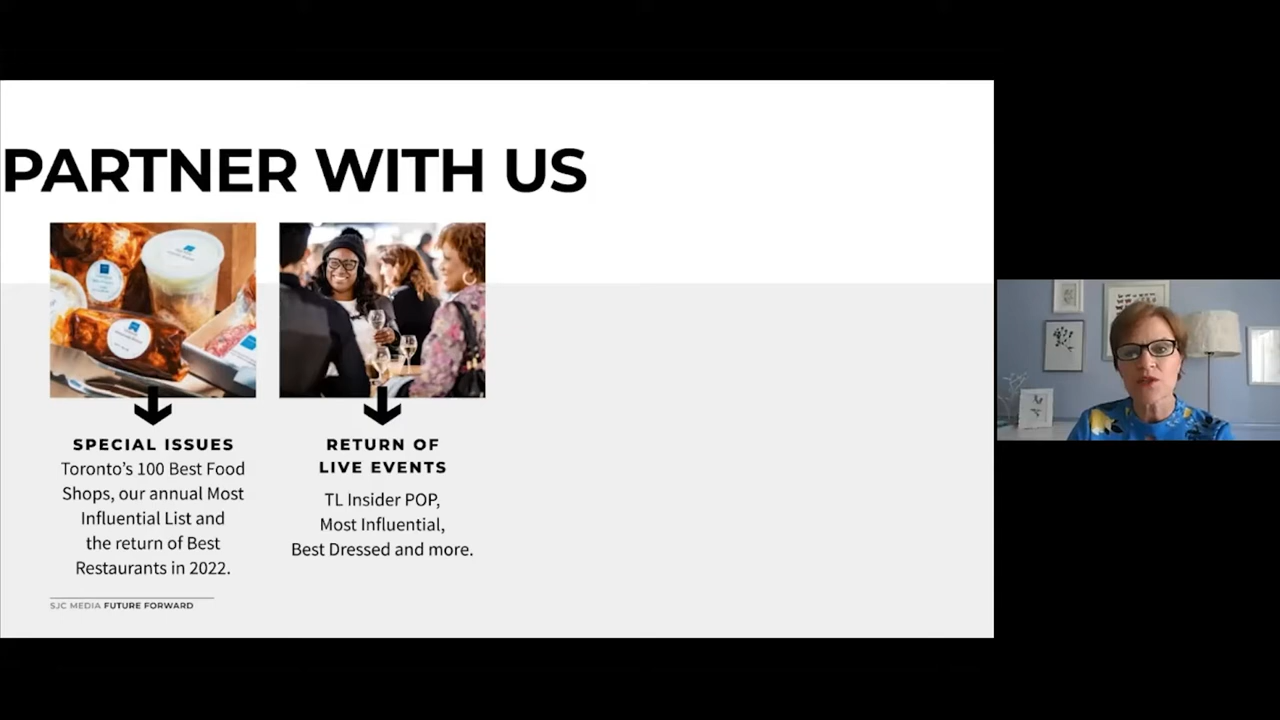 PARTNER WITH US
SPECIAL ISSUES
Toronto’s 100 Best Food
Shops, our annual Most
Influential List and
the return of Best
Restaurants in 2022.
RETURN OF
LIVE EVENTS
TL Insider POP,
Most Influential,
Best Dressed and more.
SJC MEDIA FUTURE FORWARD